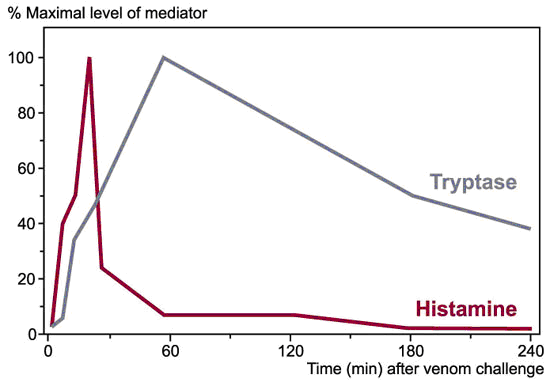 % Maximal level of mediator
100
80
60
40
20
0
Tryptase
Histamine
0 60 120 180 240
Time (min) after venom challenge